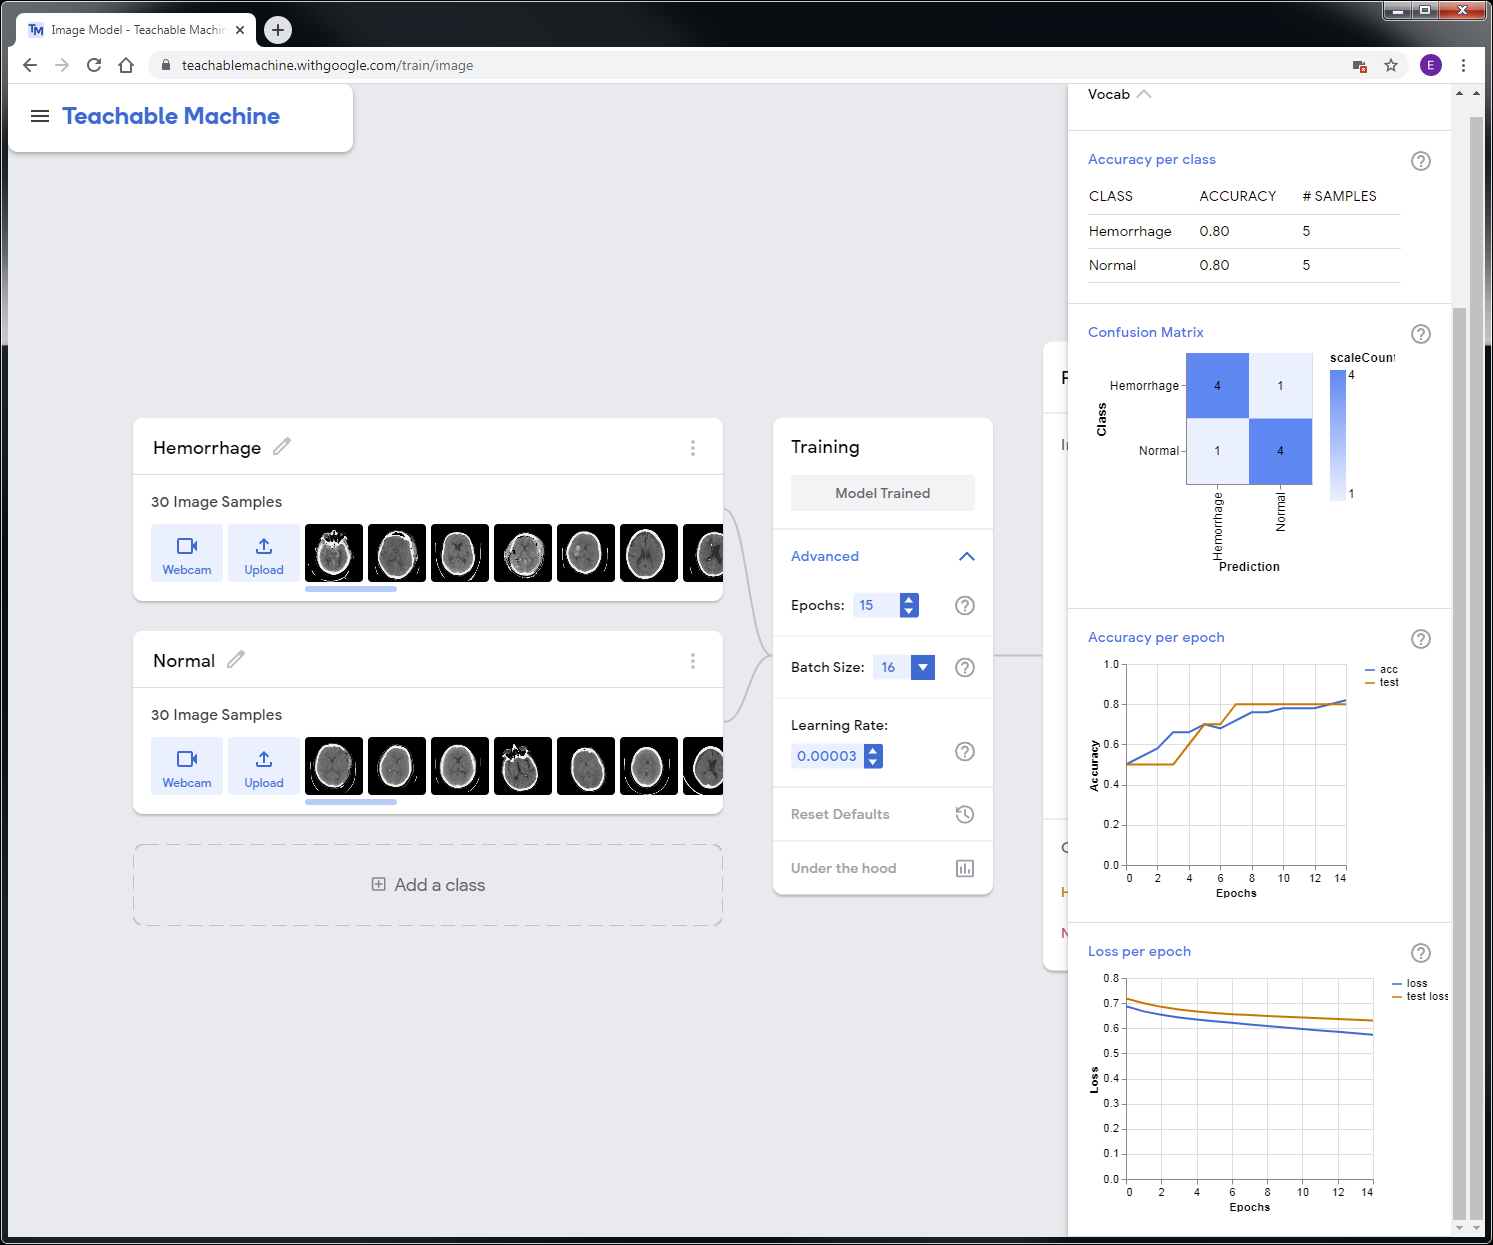 Image Model - Teachable Machin
teachablemachine.withgoogle.com/train/image
E
Teachable Machine
Hemorrhage
30 Image Samples
Webcam
Upload
Normal
30 Image Samples
Webcam
Upload
Add a class
Training
Model Trained
Advanced
Epochs: 15
Batch Size: 16
Learning Rate:
0.00003
Reset Defaults
Under the hood
Vocab
Accuracy per class
CLASS ACCURACY # SAMPLES
Hemorrhage 0.80 5
Normal 0.80 5
Confusion Matrix
scaleCount
4
1
Class
Hemorrhage 4 1
Normal 1 4
Hemorrhage Normal
Prediction
Accuracy per epoch
1.0
0.8
0.6
0.4
0.2
0.0
Accuracy
0 2 4 6 8 10 12 14
Epochs
acc
test
Loss per epoch
0.8
0.7
0.6
0.5
0.4
0.3
0.2
0.1
0.0
Loss
0 2 4 6 8 10 12 14
Epochs
loss
test loss